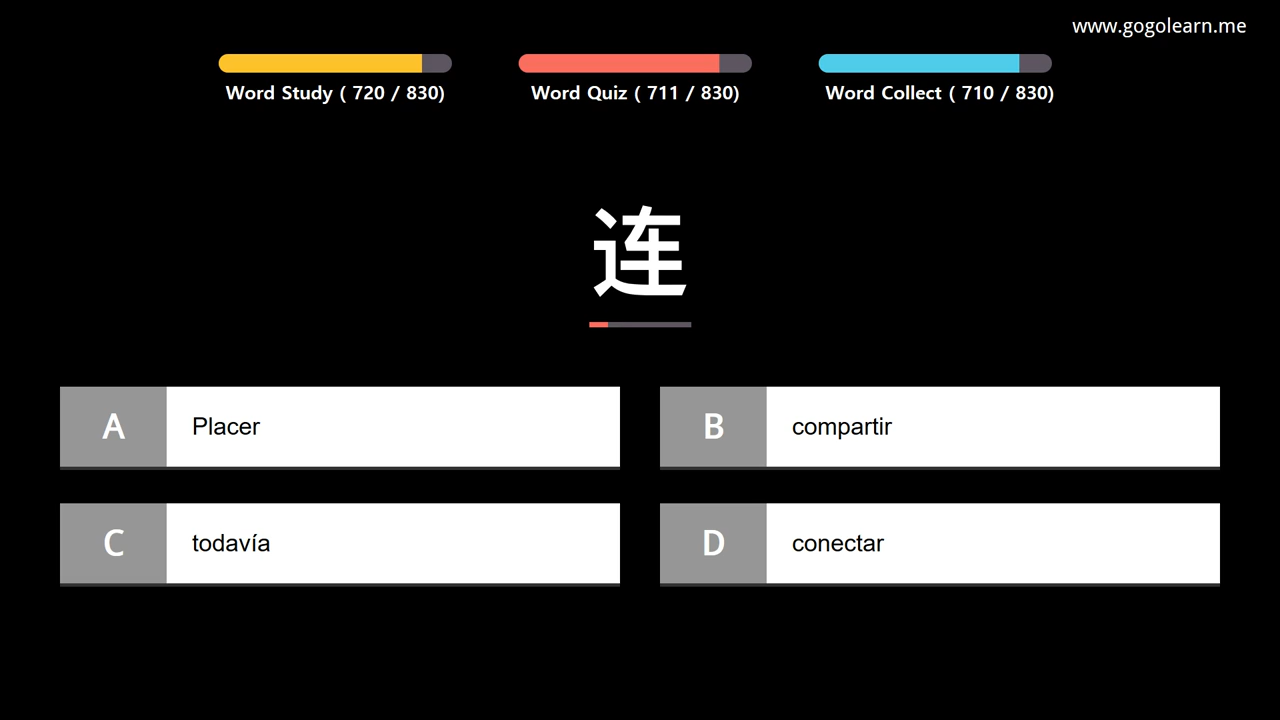 www.gogolearn.me
Word Study ( 720 / 830)
Word Quiz ( 711 / 830)
Word Collect ( 710 / 830)
连
A Placer
B compartir
C todavía
D conectar